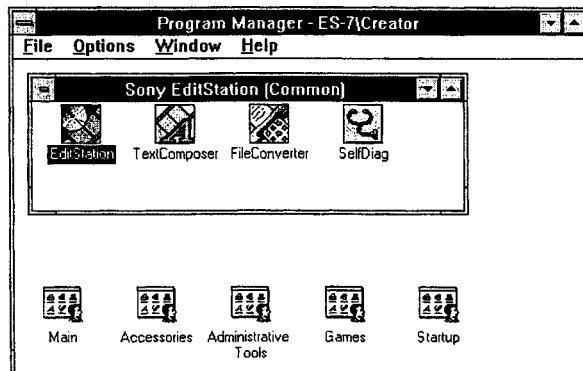 Program Manager - ES-7\Creator
File Options Window Help
Sony EditStation (Common)
EditStation TextComposer FileConverter SelfDiag
Main Accessories Administrative Tools Games Startup